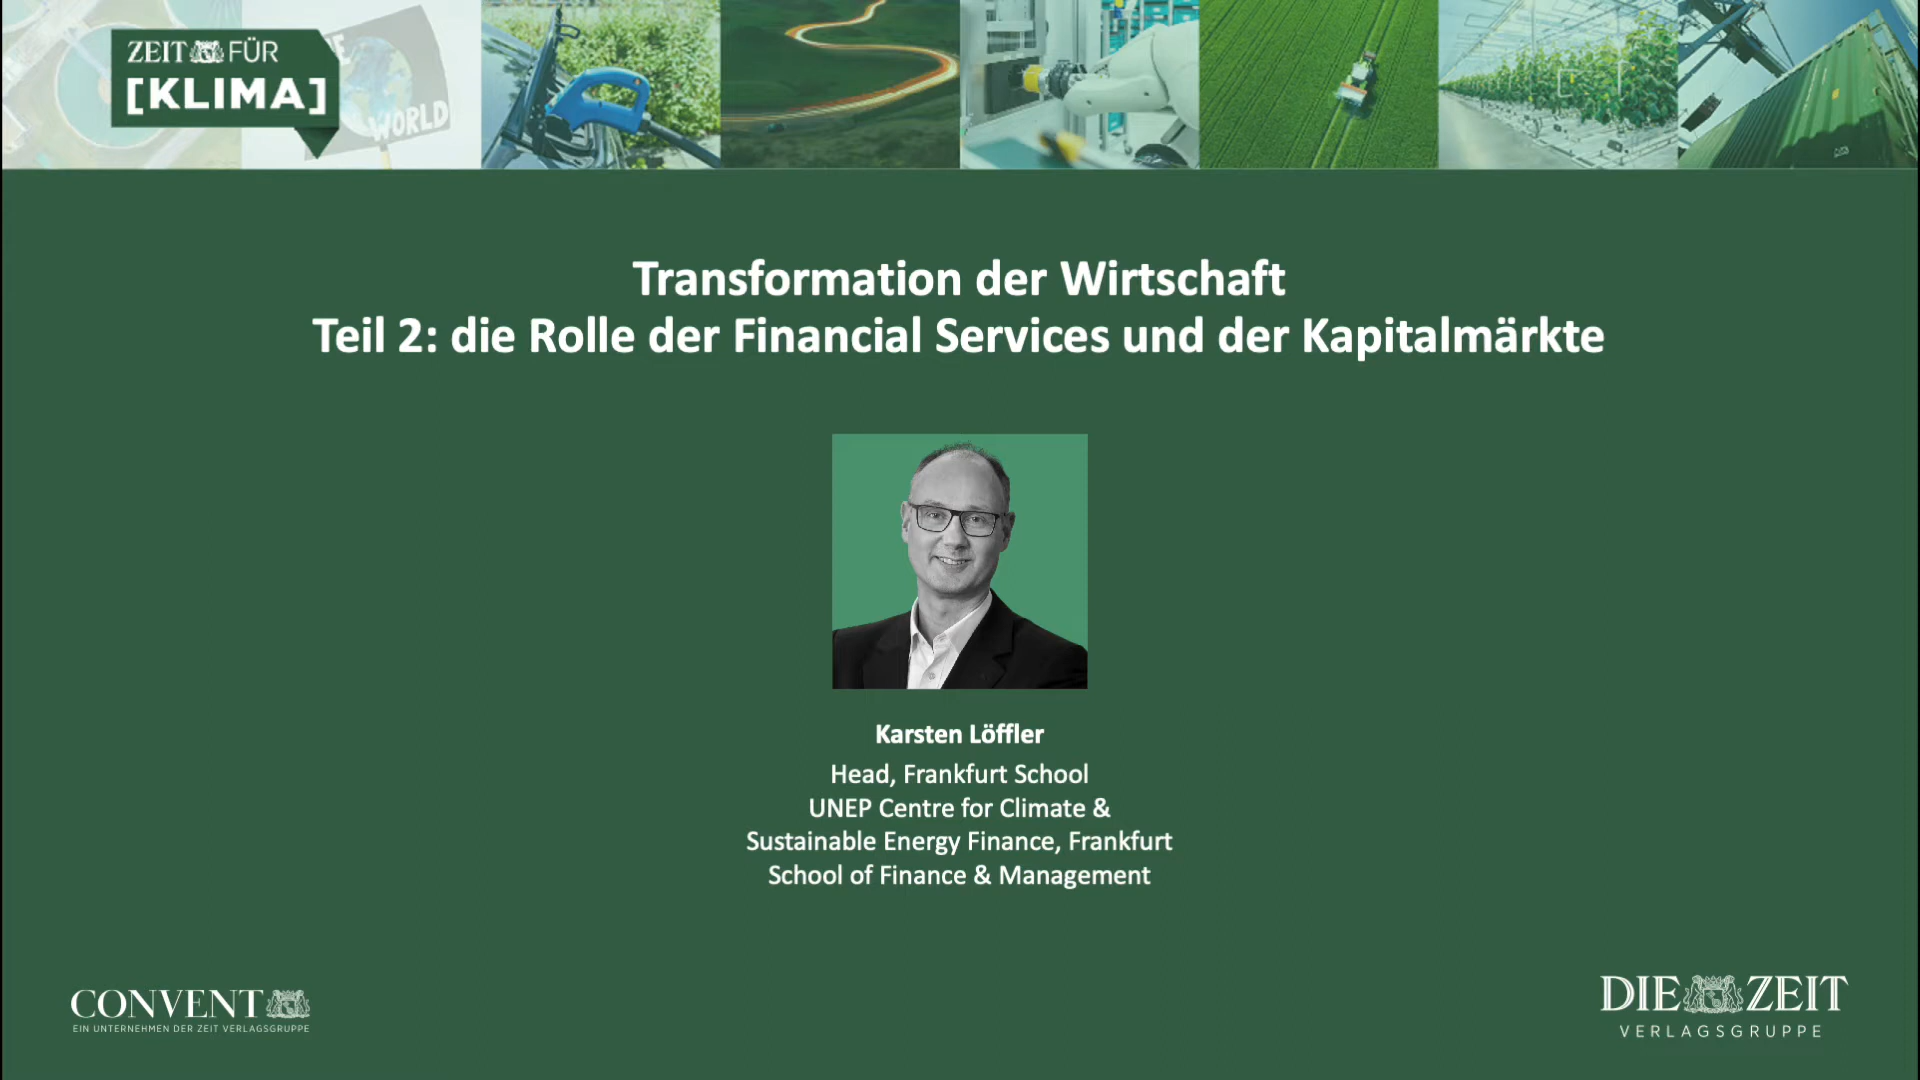 ZEIT FÜR
[KLIMA]
WORLD
Transformation der Wirtschaft
Teil 2: die Rolle der Financial Services und der Kapitalmärkte
Karsten Löffler
Head, Frankfurt School
UNEP Centre for Climate &
Sustainable Energy Finance, Frankfurt
School of Finance & Management
CONVENT
EIN UNTERNEHMEN DER ZEIT VERLAGSGRUPPE
DIE ZEIT
VERLAGSGRUPPE